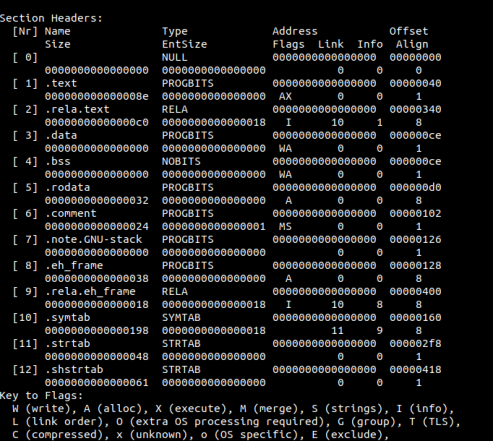 Section Headers:
  [Nr] Name              Type             Address           Offset
       Size              EntSize          Flags  Link  Info  Align
  [ 0]                   NULL             0000000000000000  00000000
       0000000000000000  0000000000000000           0     0     0
  [ 1] .text             PROGBITS         0000000000000000  00000040
       000000000000008e  0000000000000000  AX       0     0     1
  [ 2] .rela.text        RELA             0000000000000000  00000340
       00000000000000c0  0000000000000018   I      10     1     8
  [ 3] .data             PROGBITS         0000000000000000  000000ce
       0000000000000000  0000000000000000  WA       0     0     1
  [ 4] .bss              NOBITS           0000000000000000  000000ce
       0000000000000000  0000000000000000  WA       0     0     1
  [ 5] .rodata           PROGBITS         0000000000000000  000000d0
       0000000000000032  0000000000000000   A       0     0     8
  [ 6] .comment          PROGBITS         0000000000000000  00000102
       0000000000000024  0000000000000001  MS       0     0     1
  [ 7] .note.GNU-stack   PROGBITS         0000000000000000  00000126
       0000000000000000  0000000000000000           0     0     1
  [ 8] .eh_frame         PROGBITS         0000000000000000  00000128
       0000000000000038  0000000000000000   A       0     0     8
  [ 9] .rela.eh_frame    RELA             0000000000000000  00000400
       0000000000000018  0000000000000018   I      10     8     8
  [10] .symtab           SYMTAB           0000000000000000  00000160
       0000000000000198  0000000000000018          11     9     8
  [11] .strtab           STRTAB           0000000000000000  000002f8
       0000000000000048  0000000000000000           0     0     1
  [12] .shstrtab         STRTAB           0000000000000000  00000418
       0000000000000061  0000000000000000           0     0     1
Key to Flags:
  W (write), A (alloc), X (execute), M (merge), S (strings), I (info),
  L (link order), O (extra OS processing required), G (group), T (TLS),
  C (compressed), x (unknown), o (OS specific), E (exclude),